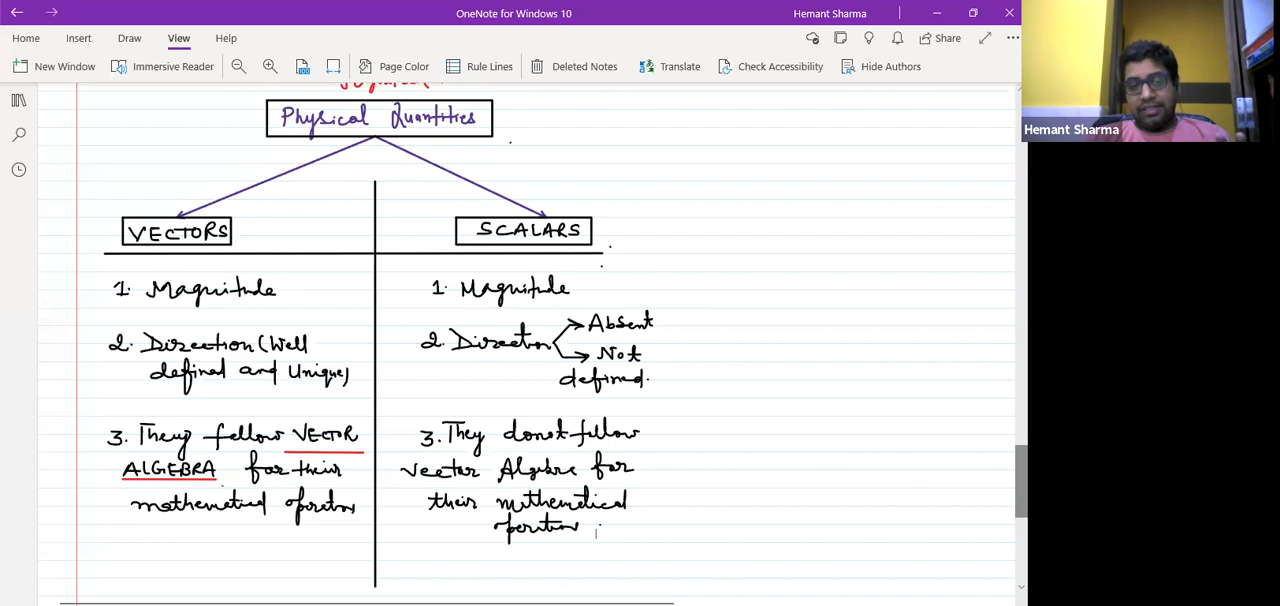 OneNote for Windows 10
Hemant Sharma
Home Insert Draw View Help
Share
New Window Immersive Reader Page Color Rule Lines Deleted Notes Translate Check Accessibility Hide Authors
Hemant Sharma
Physical Quantities
VECTORS
SCALARS
1. Magnitude
2. Direction (Well
defined and Unique)
3. They follow VECTOR
ALGEBRA for their
mathematical operation
1. Magnitude
2. Direction → Absent
→ Not
defined.
3. They donot follow
vector Algebra for
their mathematical
operation